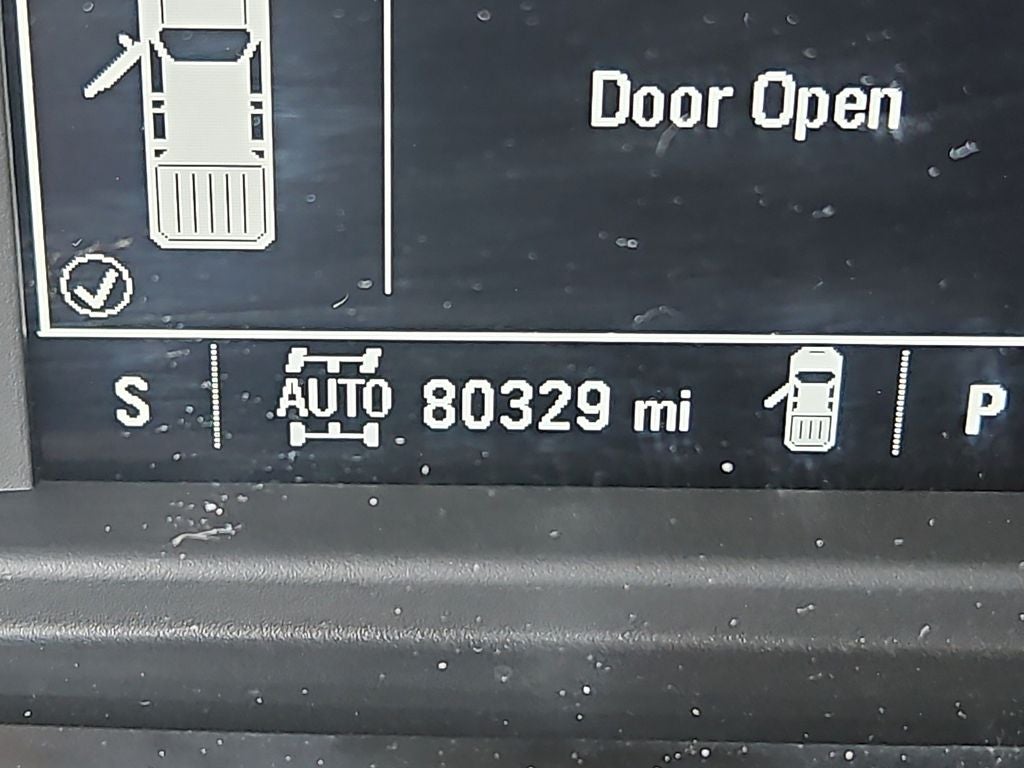 Door Open
S AUTO 80329 mi P